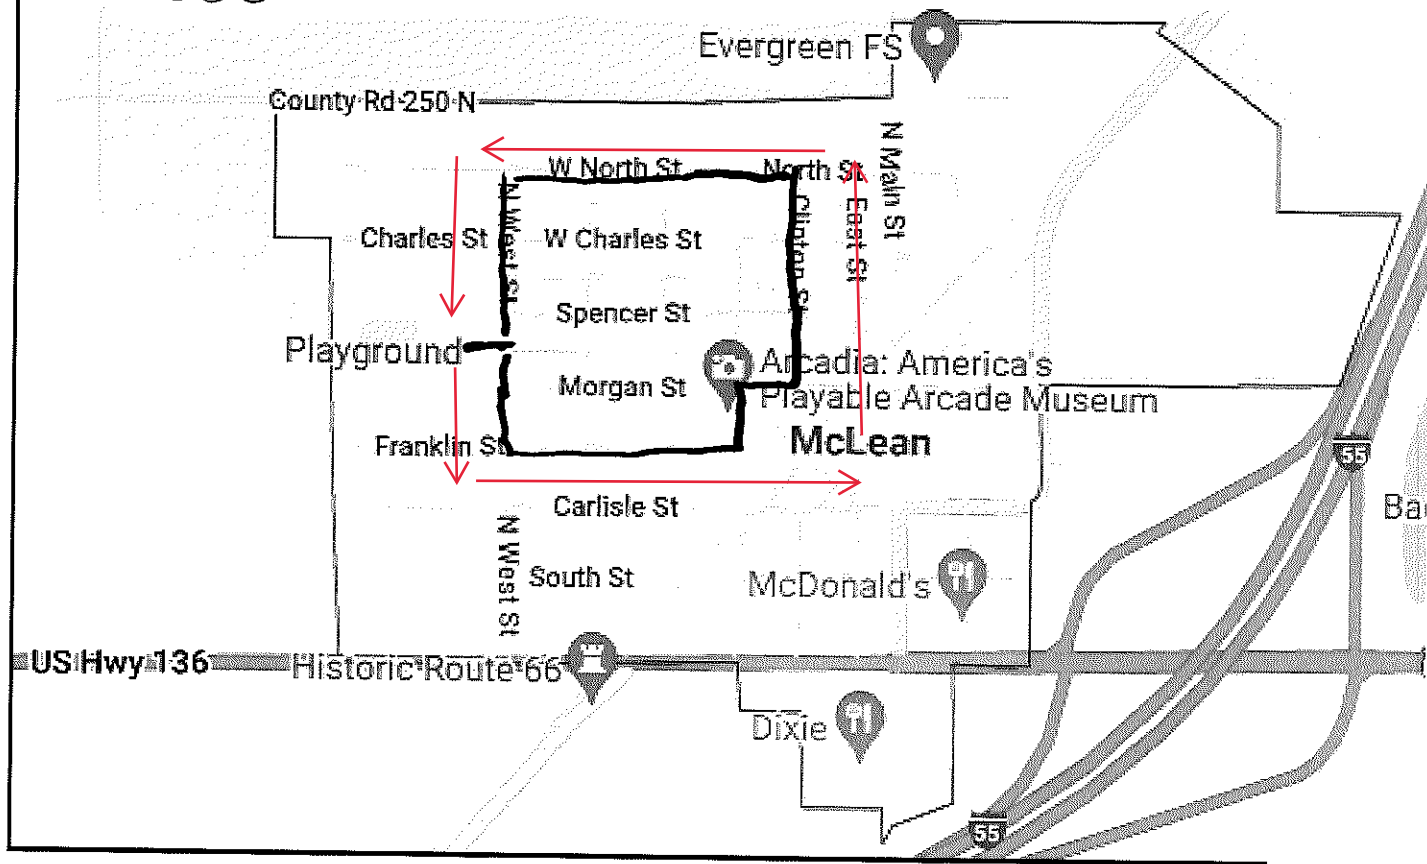 Evergreen FS
County Rd 250 N
W North St
North St
N Main St
N West St
Clinton St
East St
Charles St
W Charles St
Spencer St
Playground
Arcadia: America's
Playable Arcade Museum
Morgan St
McLean
Franklin St
55
Carlisle St
N West St
South St
McDonald's
US Hwy 136
Historic Route 66
Dixie
55